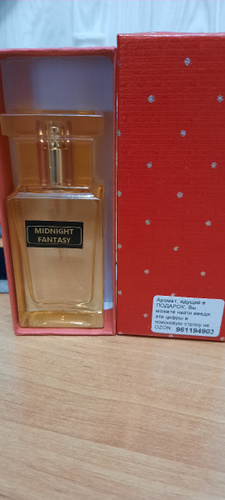 MIDNIGHT
FANTASY
Аромат, идущий в
ПОДАРОК, Вы
можете найти введя
эти цифры в
поисковую строку на
OZON: 961194903